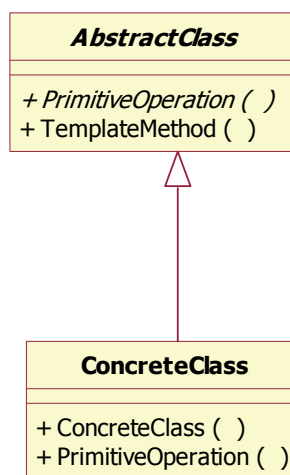 AbstractClass
+ PrimitiveOperation ( )
+ TemplateMethod ( )
ConcreteClass
+ ConcreteClass ( )
+ PrimitiveOperation ( )